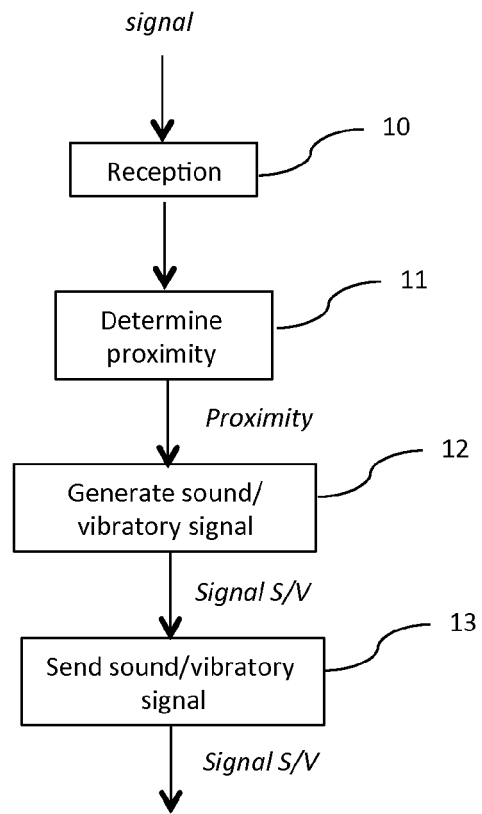 signal
10
Reception
11
Determine
proximity
Proximity
12
Generate sound/
vibratory signal
Signal S/V
13
Send sound/vibratory
signal
Signal S/V